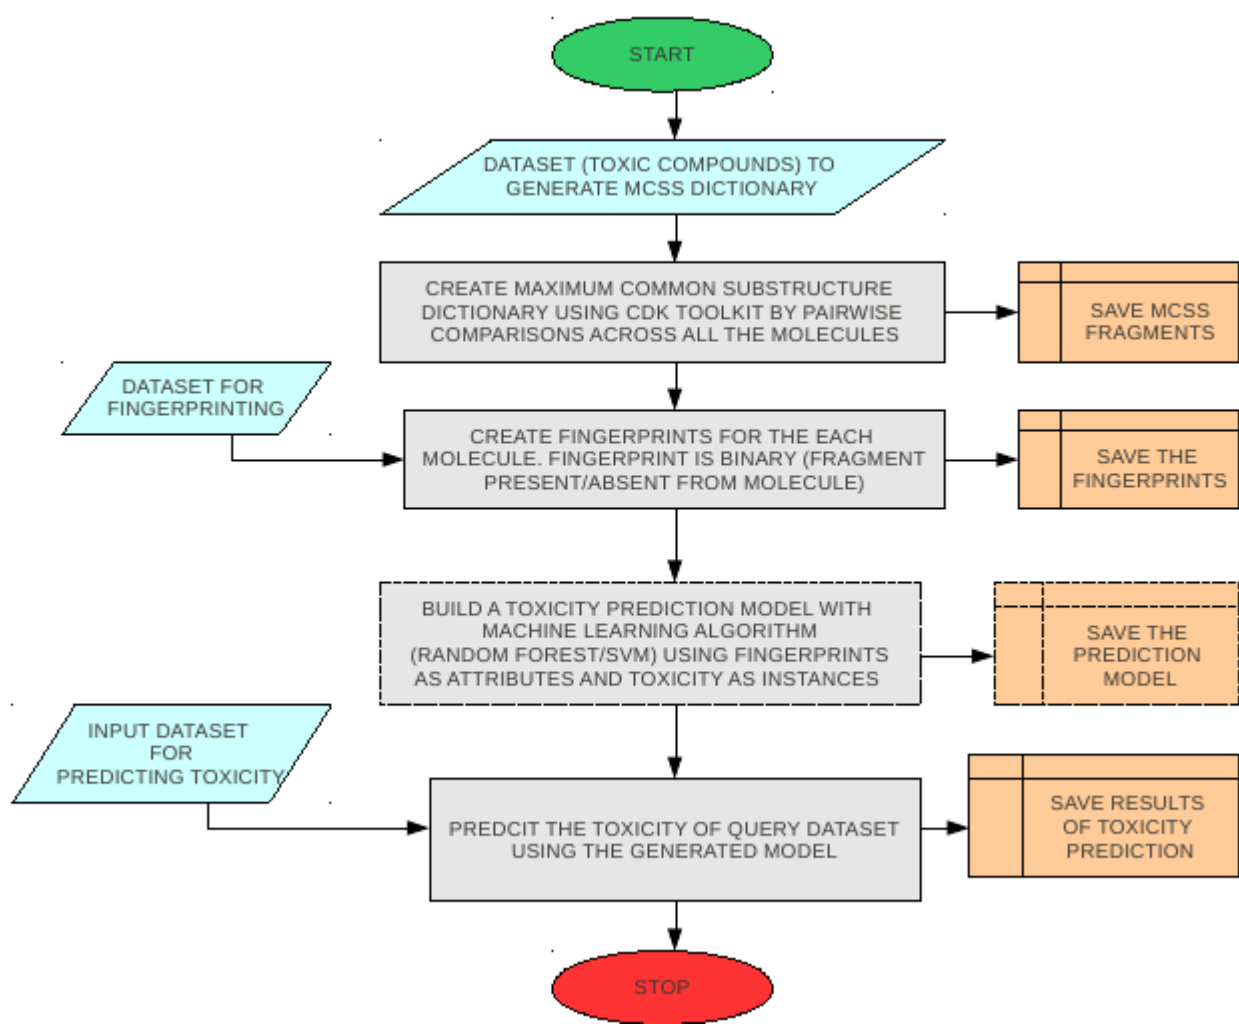 START
DATASET (TOXIC COMPOUNDS) TO
GENERATE MCSS DICTIONARY
CREATE MAXIMUM COMMON SUBSTRUCTURE
DICTIONARY USING CDK TOOLKIT BY PAIRWISE
COMPARISONS ACROSS ALL THE MOLECULES
SAVE MCSS
FRAGMENTS
DATASET FOR
FINGERPRINTING
CREATE FINGERPRINTS FOR THE EACH
MOLECULE. FINGERPRINT IS BINARY (FRAGMENT
PRESENT/ABSENT FROM MOLECULE)
SAVE THE
FINGERPRINTS
BUILD A TOXICITY PREDICTION MODEL WITH
MACHINE LEARNING ALGORITHM
(RANDOM FOREST/SVM) USING FINGERPRINTS
AS ATTRIBUTES AND TOXICITY AS INSTANCES
SAVE THE
PREDICTION
MODEL
INPUT DATASET
FOR
PREDICTING TOXICITY
PREDCIT THE TOXICITY OF QUERY DATASET
USING THE GENERATED MODEL
SAVE RESULTS
OF TOXICITY
PREDICTION
STOP